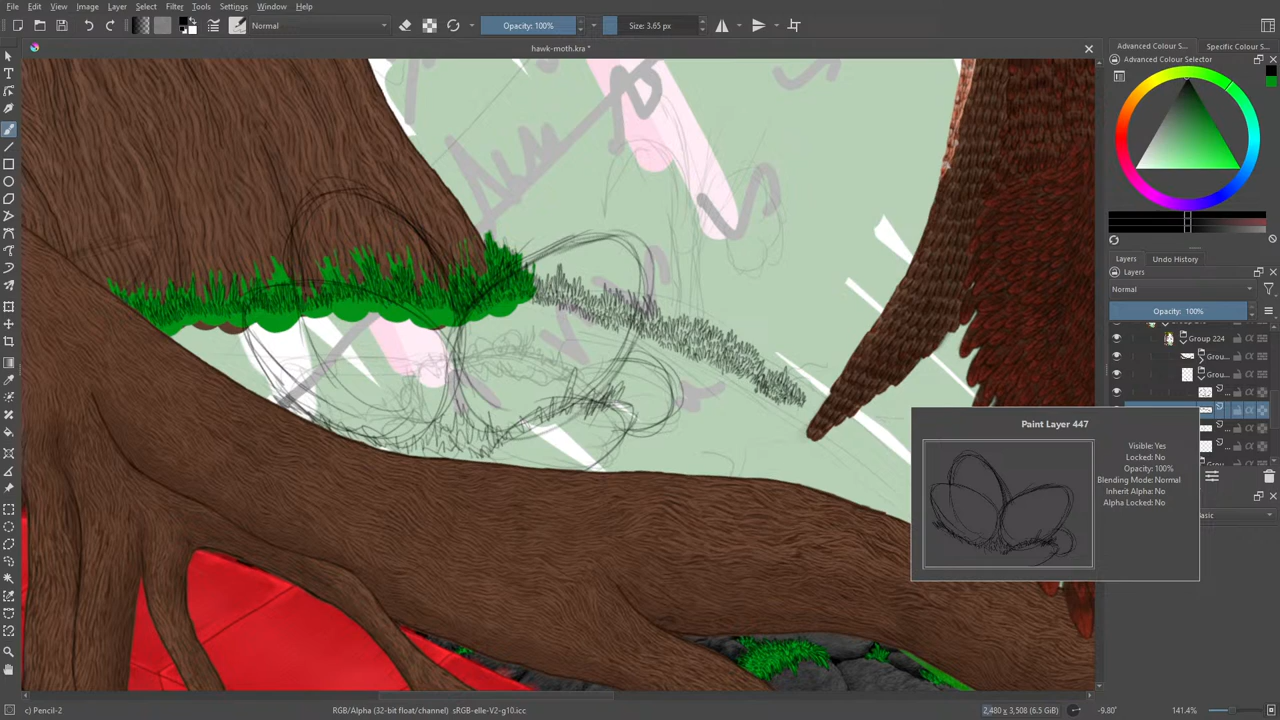 File Edit View Image Layer Select Filter Tools Settings Window Help
Normal Opacity: 100% Size: 3.65 px
hawk-moth.kra * Advanced Colour S... Specific Colour S...
Advanced Colour Selector
Layers Undo History
Layers
Normal
Opacity: 100%
Group 224
Grou...
Grou...
Paint Layer 447
Visible: Yes
Locked: No
Opacity: 100%
Blending Mode: Normal
Inherit Alpha: No
Alpha Locked: No
c) Pencil-2 RGB/Alpha (32-bit float/channel) sRGB-elle-V2-g10.icc 2,480 x 3,508 (6.5 GiB) -9.80° 141.4%